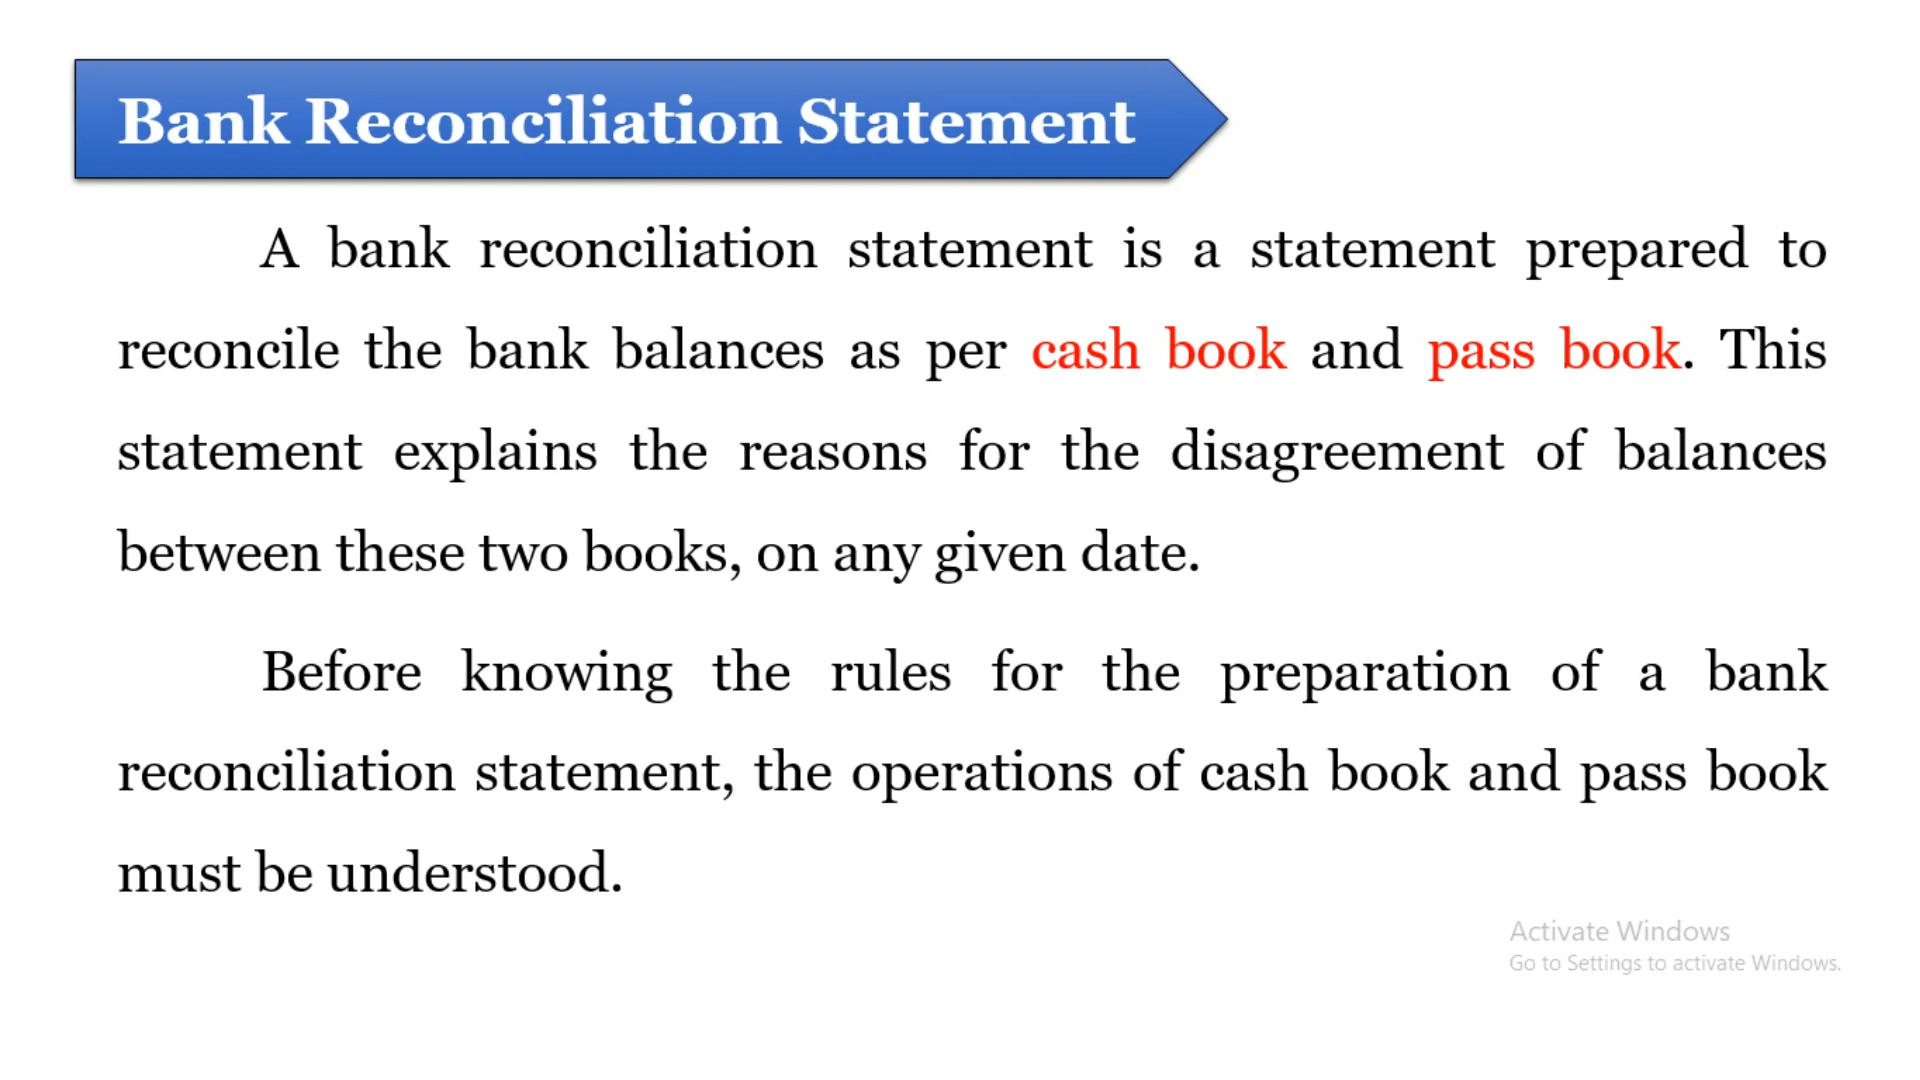 Bank Reconciliation Statement
A bank reconciliation statement is a statement prepared to
reconcile the bank balances as per cash book and pass book. This
statement explains the reasons for the disagreement of balances
between these two books, on any given date.
Before knowing the rules for the preparation of a bank
reconciliation statement, the operations of cash book and pass book
must be understood.
Activate Windows
Go to Settings to activate Windows.